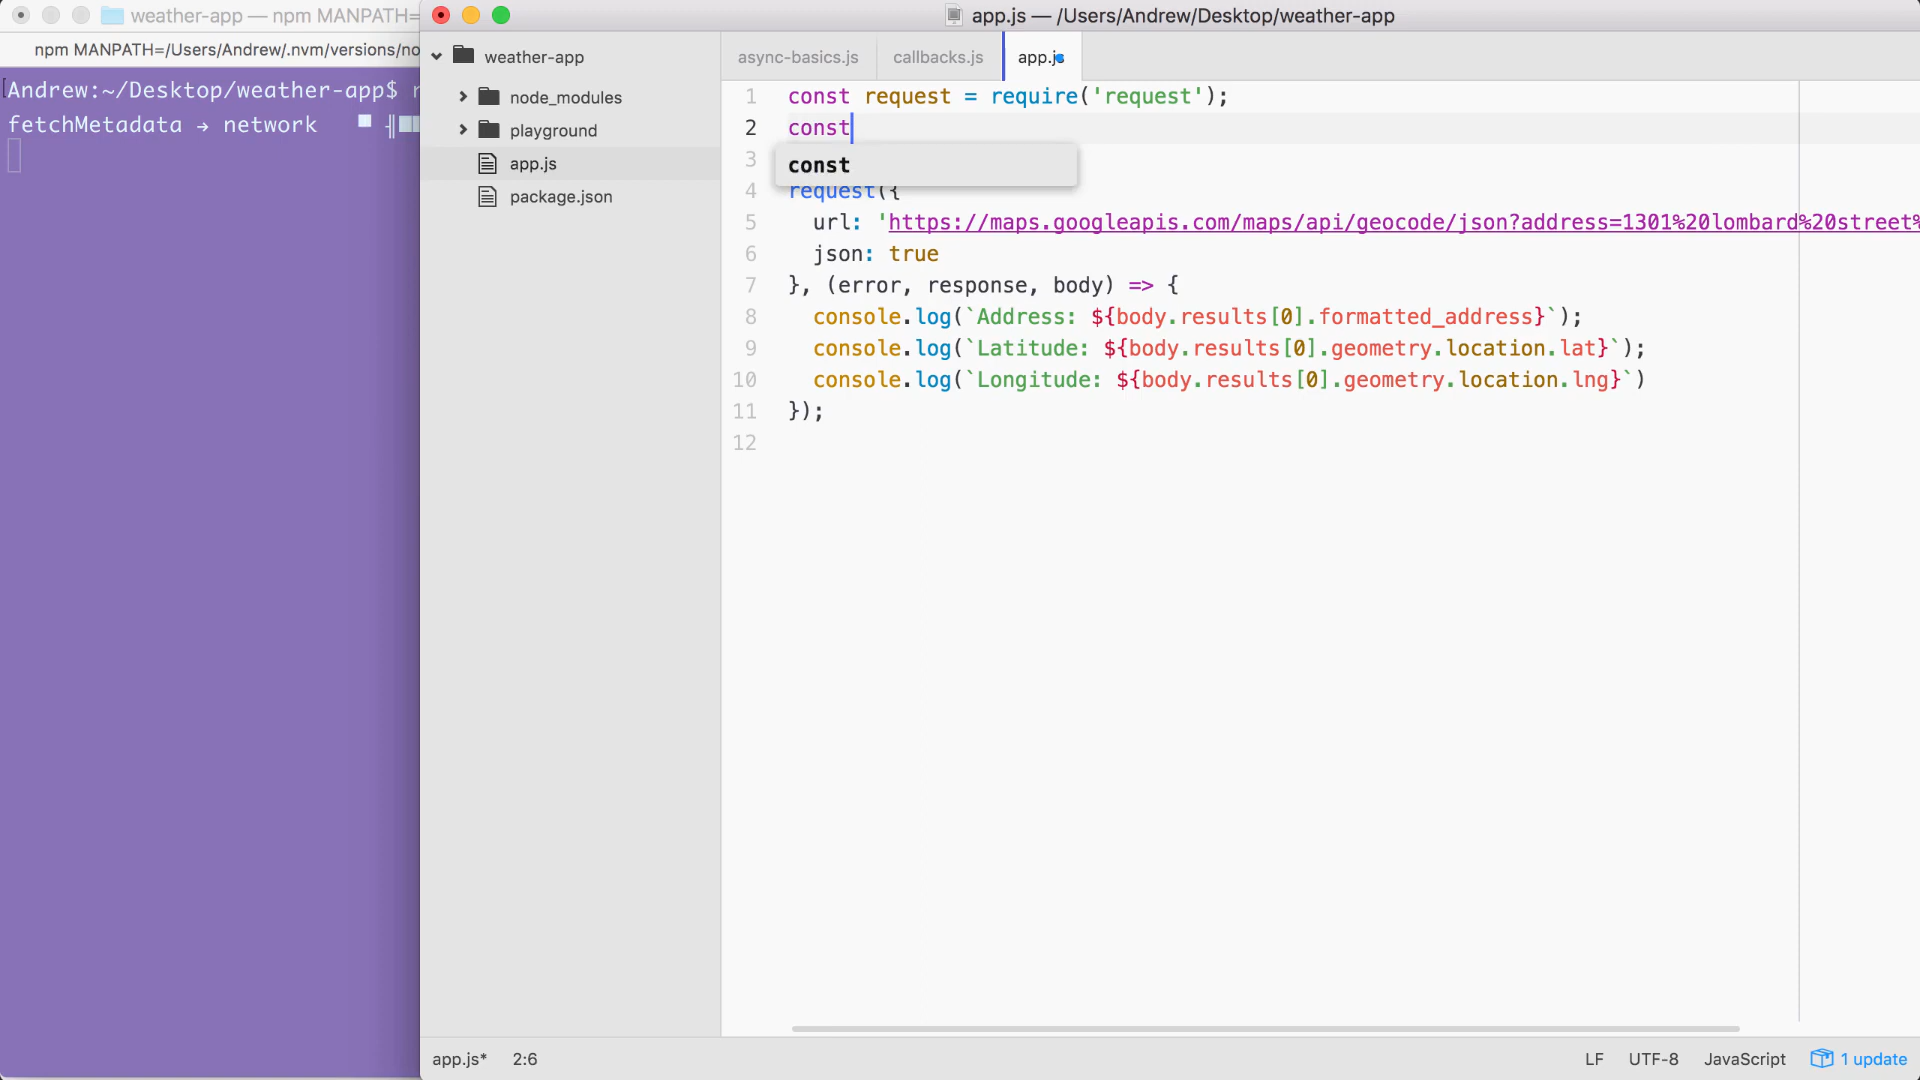 weather-app — npm MANPATH=
npm MANPATH=/Users/Andrew/.nvm/versions/no
Andrew:~/Desktop/weather-app$
fetchMetadata → network
app.js — /Users/Andrew/Desktop/weather-app
weather-app
node_modules
playground
app.js
package.json
async-basics.js
callbacks.js
app.js
1 const request = require('request');
2 const
3
const
4 request({
5 url: 'https://maps.googleapis.com/maps/api/geocode/json?address=1301%20lombard%20street%
6 json: true
7 }, (error, response, body) => {
8 console.log(`Address: ${body.results[0].formatted_address}`);
9 console.log(`Latitude: ${body.results[0].geometry.location.lat}`);
10 console.log(`Longitude: ${body.results[0].geometry.location.lng}`)
11 });
12
app.js* 2:6
LF UTF-8 JavaScript 1 update